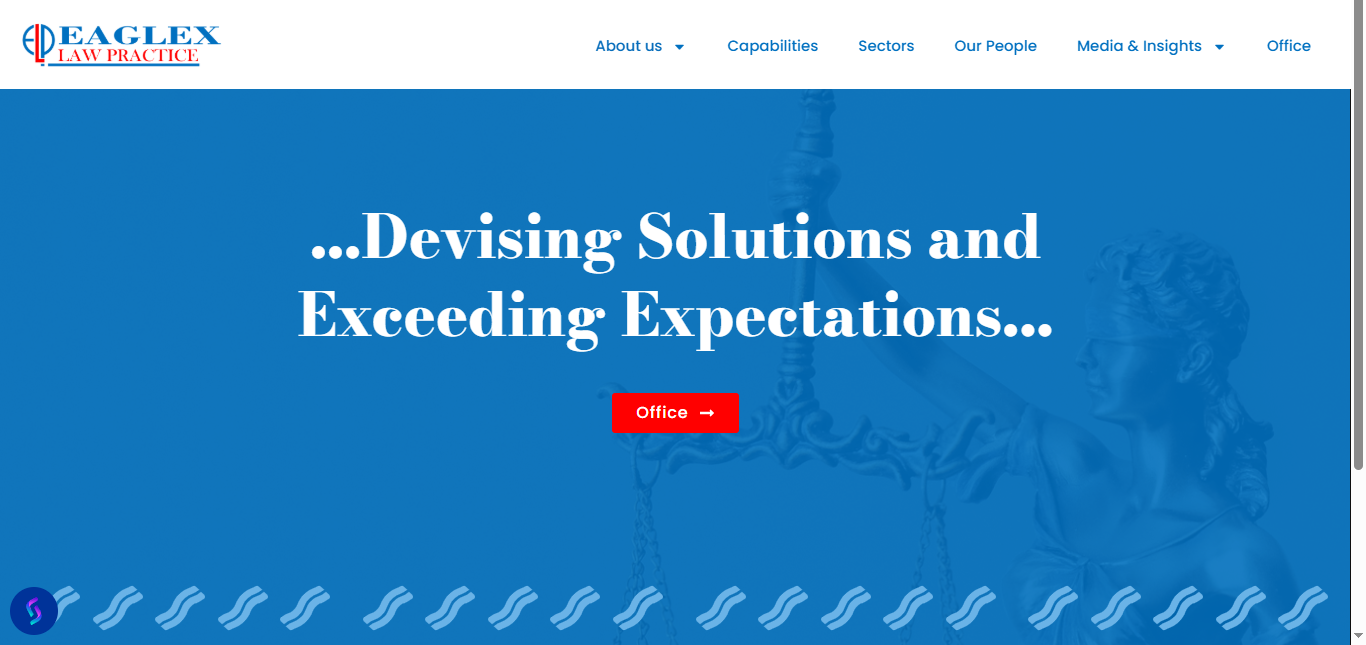 EAGLEX
LAW PRACTICE
About us
Capabilities
Sectors
Our People
Media & Insights
Office
...Devising Solutions and
Exceeding Expectations...
Office